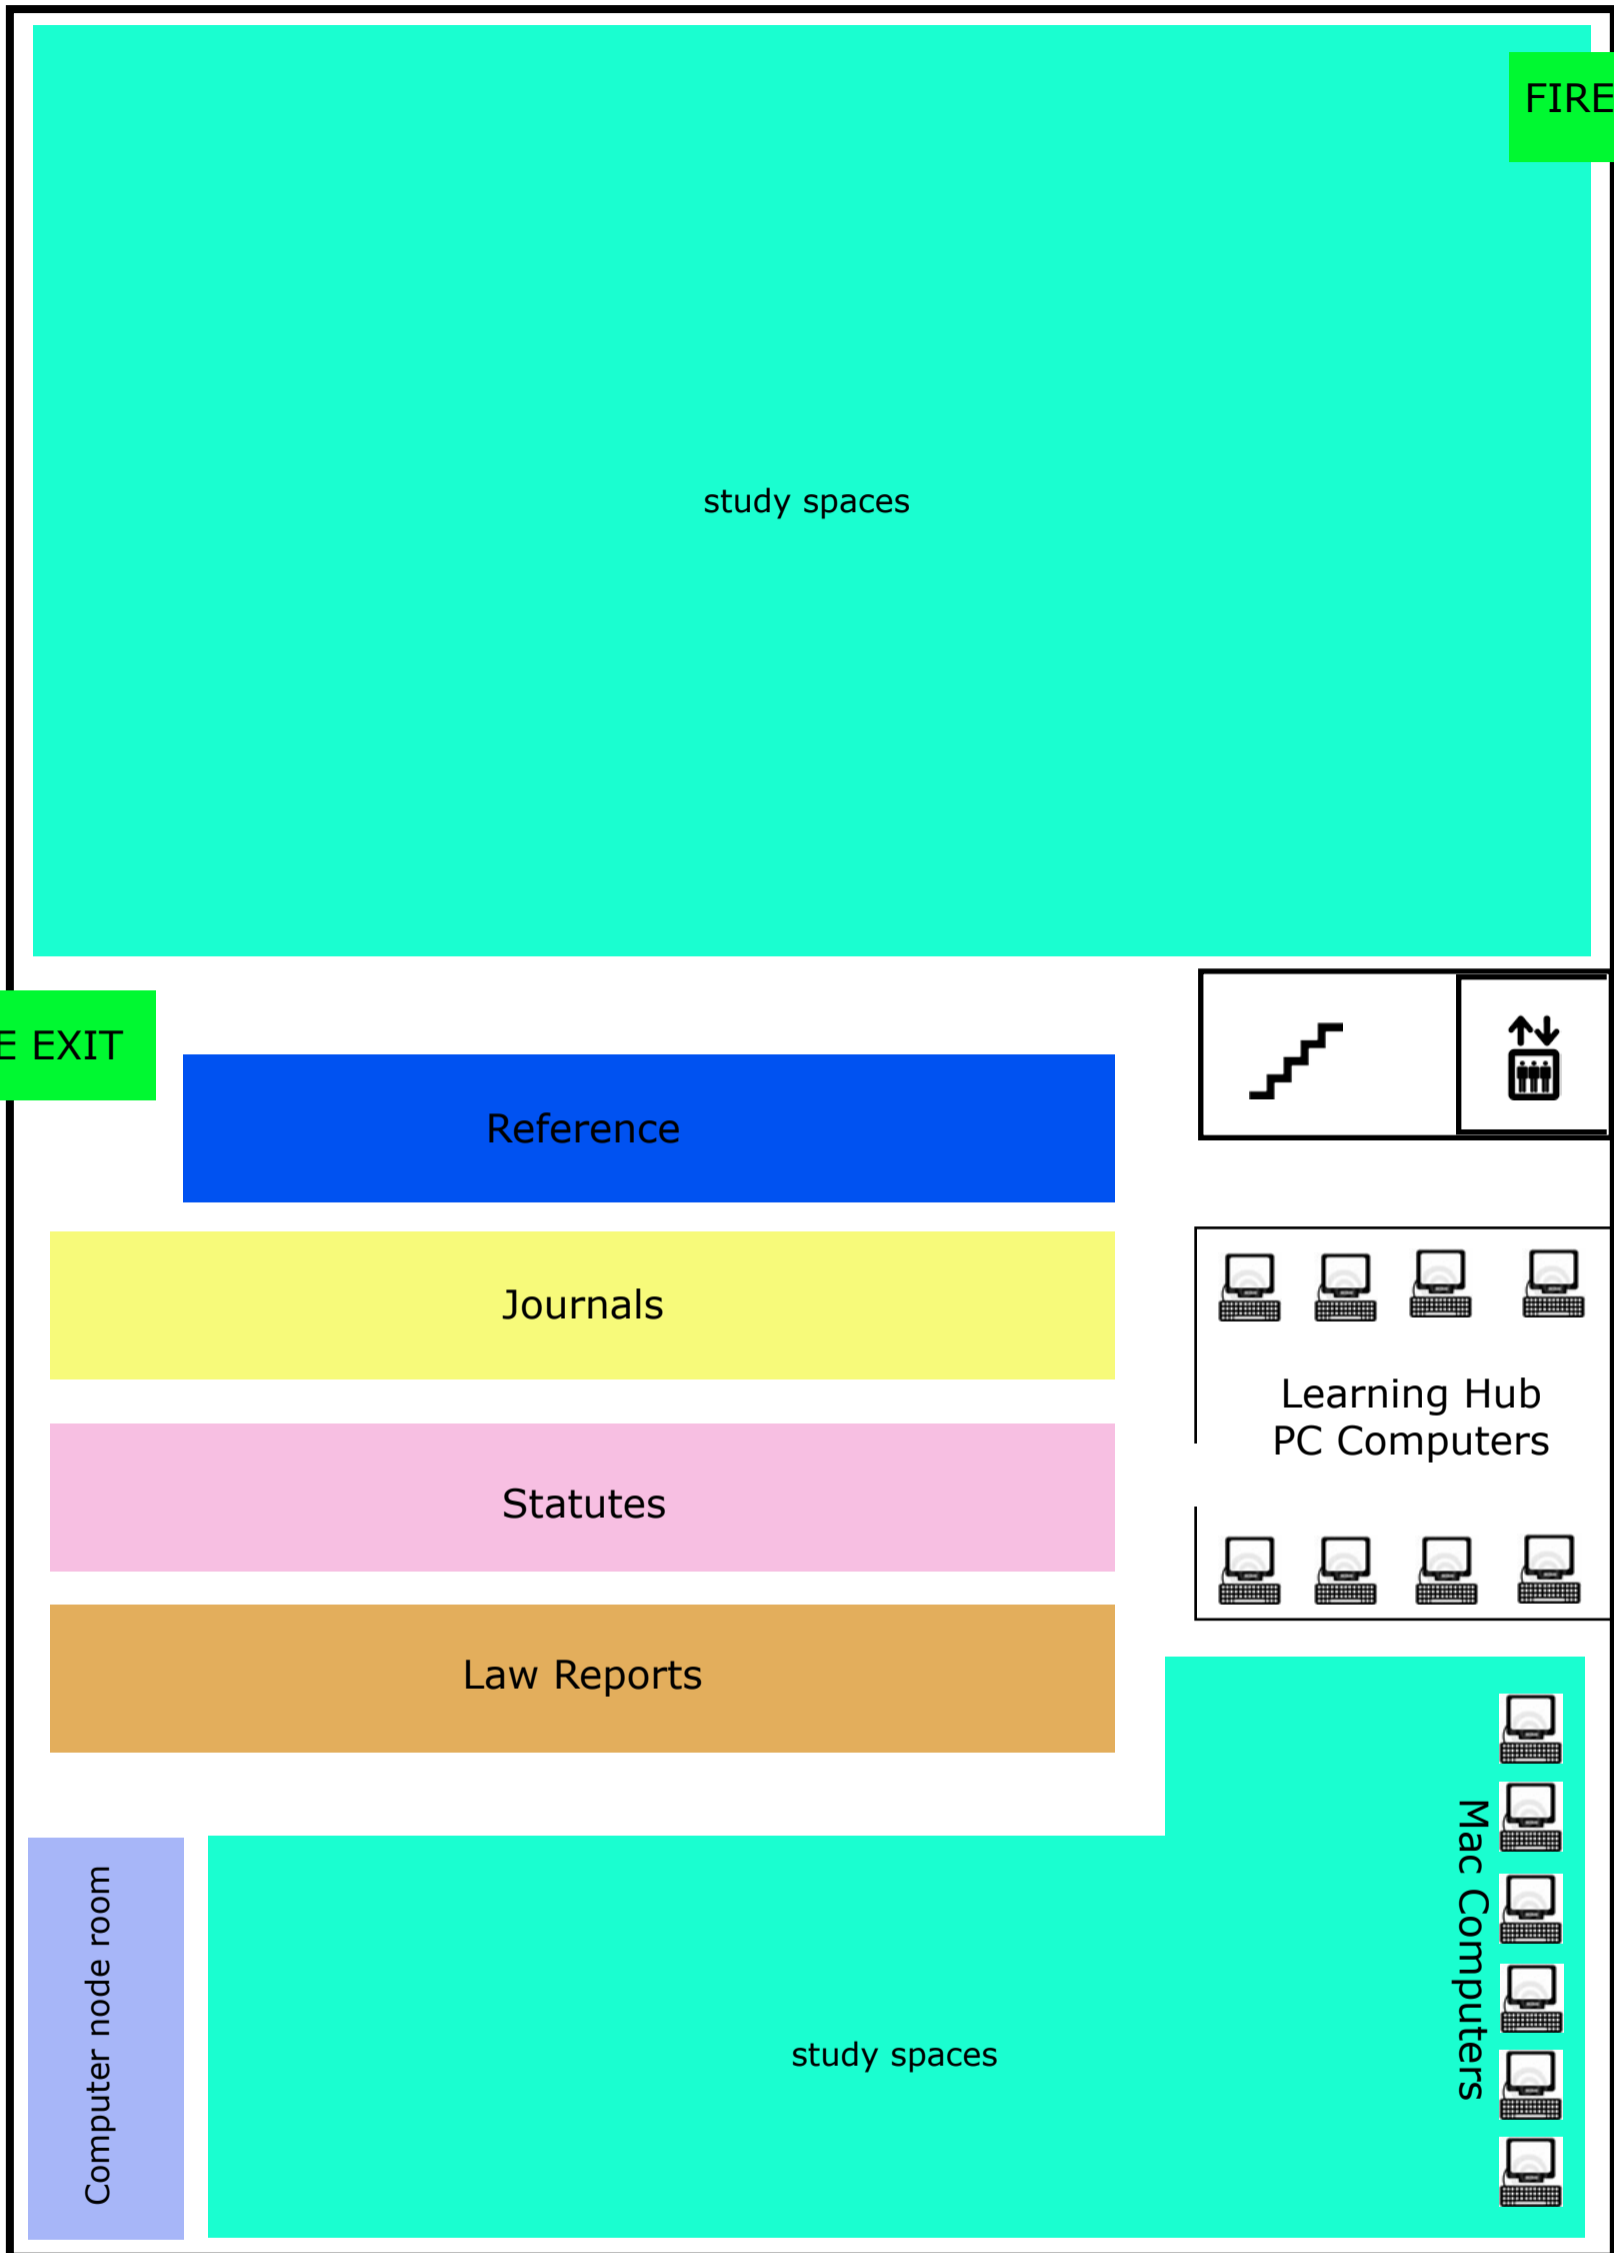 FIRE
study spaces
E EXIT
Reference
Journals
Learning Hub
PC Computers
Statutes
Law Reports
Mac Computers
Computer node room
study spaces